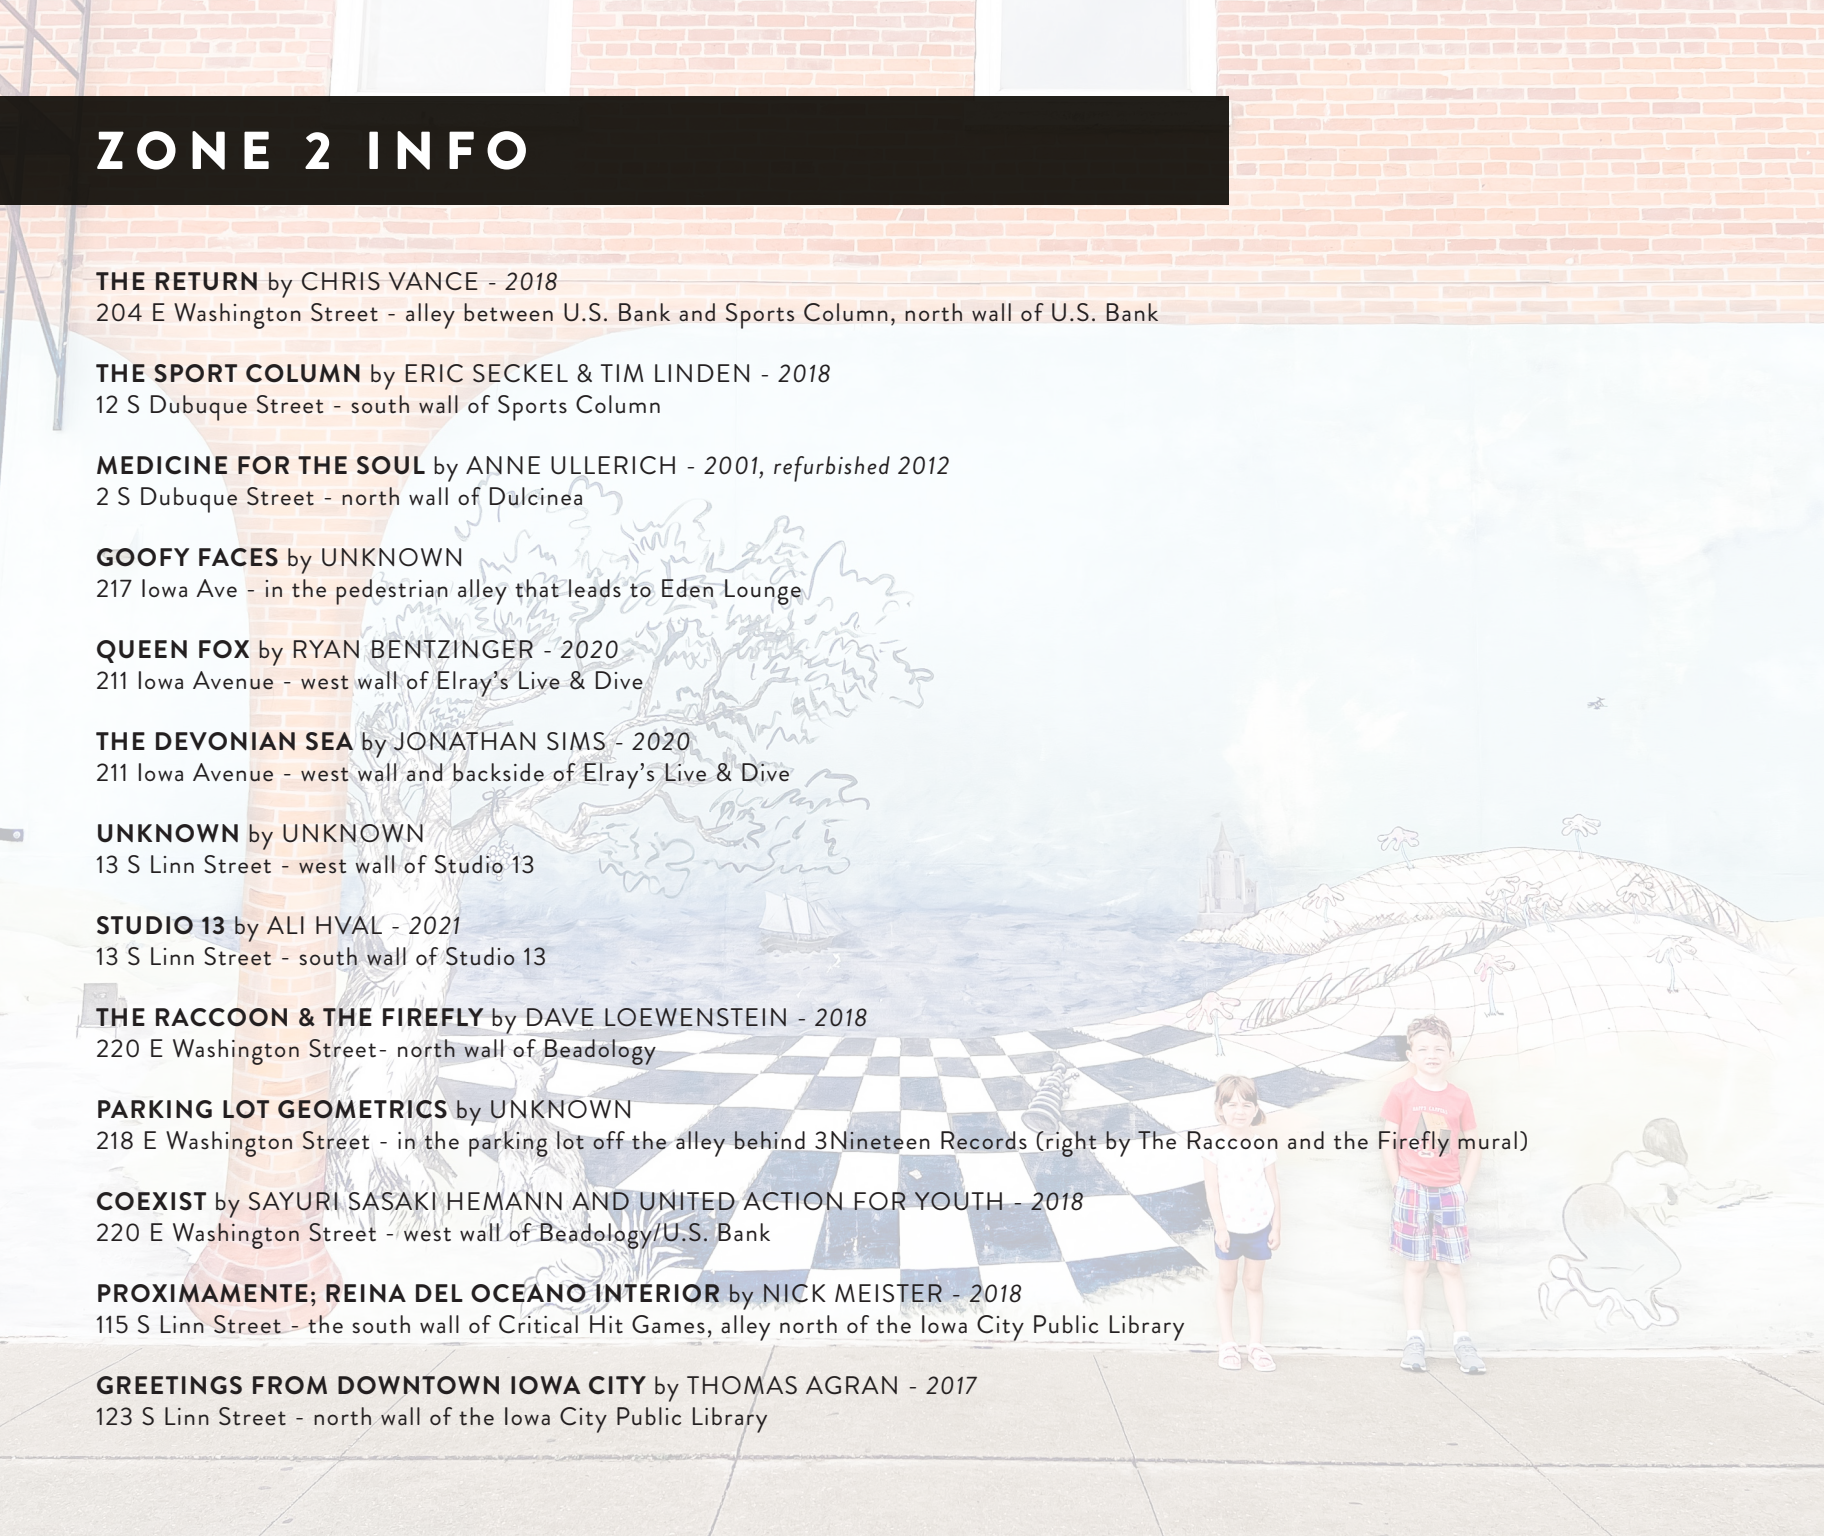 ZONE 2 INFO
THE RETURN by CHRIS VANCE - 2018
204 E Washington Street - alley between U.S. Bank and Sports Column, north wall of U.S. Bank
THE SPORT COLUMN by ERIC SECKEL & TIM LINDEN - 2018
12 S Dubuque Street - south wall of Sports Column
MEDICINE FOR THE SOUL by ANNE ULLERICH - 2001, refurbished 2012
2 S Dubuque Street - north wall of Dulcinea
GOOFY FACES by UNKNOWN
217 Iowa Ave - in the pedestrian alley that leads to Eden Lounge
QUEEN FOX by RYAN BENTZINGER - 2020
211 Iowa Avenue - west wall of Elray’s Live & Dive
THE DEVONIAN SEA by JONATHAN SIMS - 2020
211 Iowa Avenue - west wall and backside of Elray’s Live & Dive
UNKNOWN by UNKNOWN
13 S Linn Street - west wall of Studio 13
STUDIO 13 by ALI HVAL - 2021
13 S Linn Street - south wall of Studio 13
THE RACCOON & THE FIREFLY by DAVE LOEWENSTEIN - 2018
220 E Washington Street- north wall of Beadology
PARKING LOT GEOMETRICS by UNKNOWN
218 E Washington Street - in the parking lot off the alley behind 3Nineteen Records (right by The Raccoon and the Firefly mural)
COEXIST by SAYURI SASAKI HEMANN AND UNITED ACTION FOR YOUTH - 2018
220 E Washington Street - west wall of Beadology/U.S. Bank
PROXIMAMENTE; REINA DEL OCEANO INTERIOR by NICK MEISTER - 2018
115 S Linn Street - the south wall of Critical Hit Games, alley north of the Iowa City Public Library
GREETINGS FROM DOWNTOWN IOWA CITY by THOMAS AGRAN - 2017
123 S Linn Street - north wall of the Iowa City Public Library